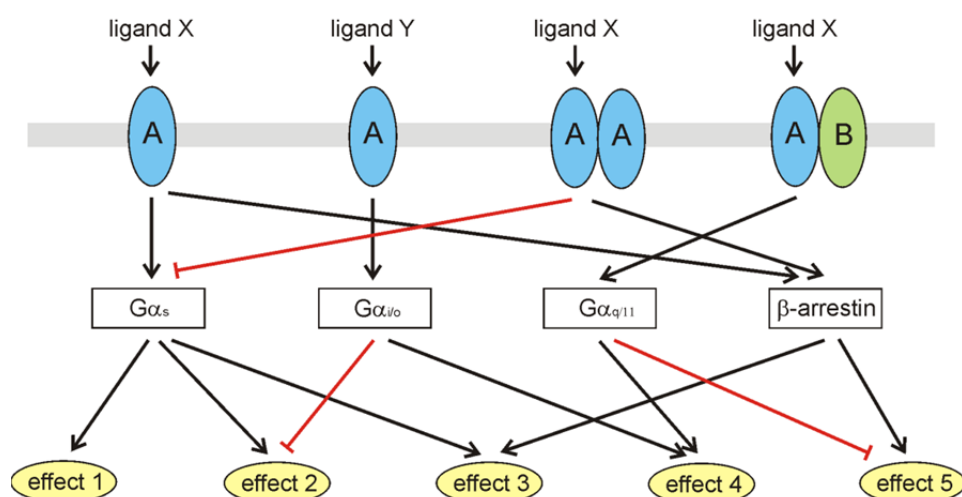 ligand X ligand Y ligand X ligand X
A A A A A B
Gαs Gαi/o Gαq/11 β-arrestin
effect 1 effect 2 effect 3 effect 4 effect 5